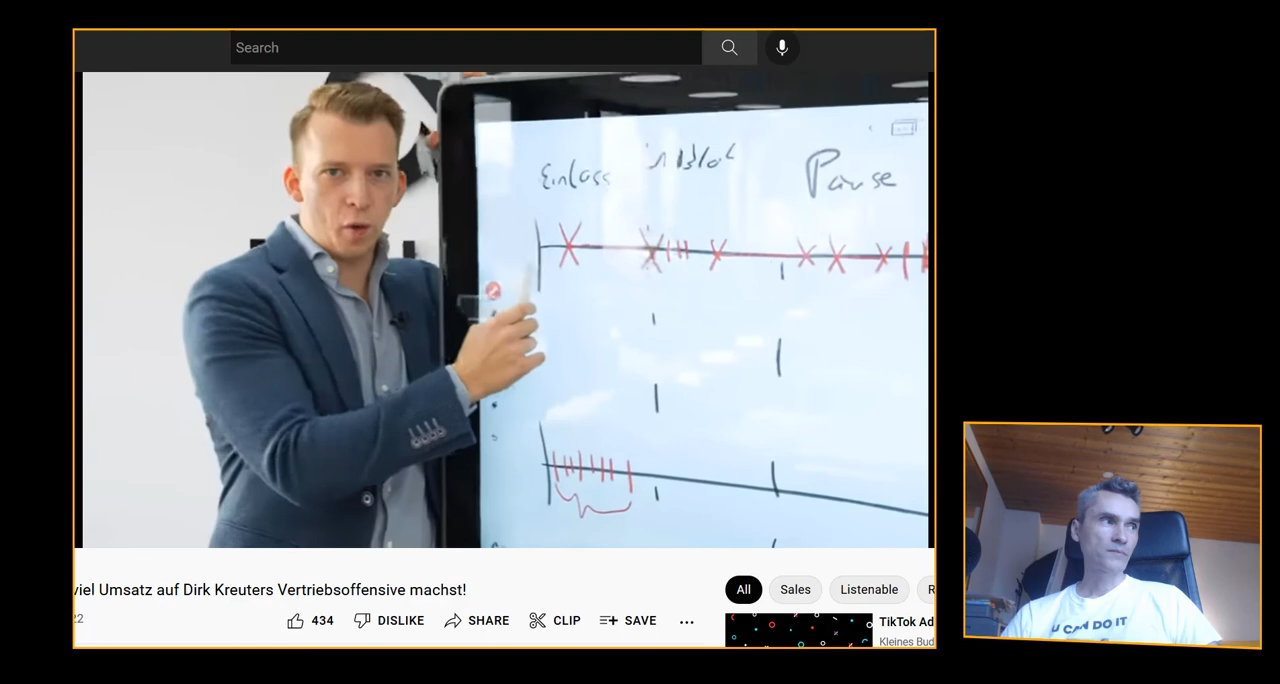 Search
Einlass
Pause
viel Umsatz auf Dirk Kreuters Vertriebsoffensive machst!
22
434
DISLIKE
SHARE
CLIP
SAVE
...
All
Sales
Listenable
R
TikTok Ad
Kleines Bud
U CAN DO IT